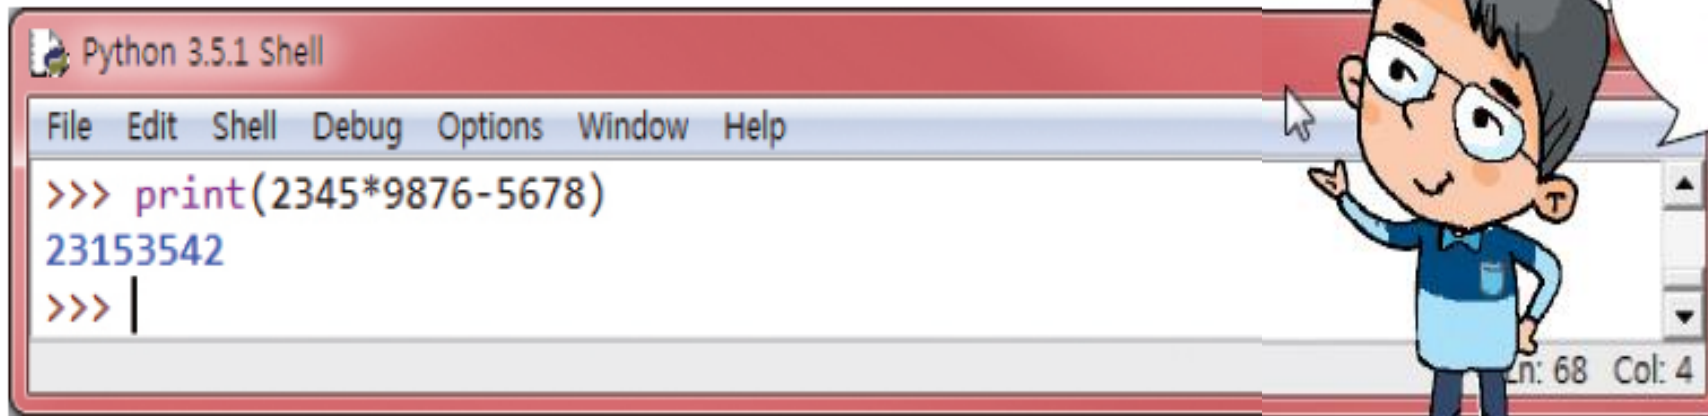 Python 3.5.1 Shell
File Edit Shell Debug Options Window Help
>>> print(2345*9876-5678)
23153542
>>>
Ln: 68 Col: 4
T